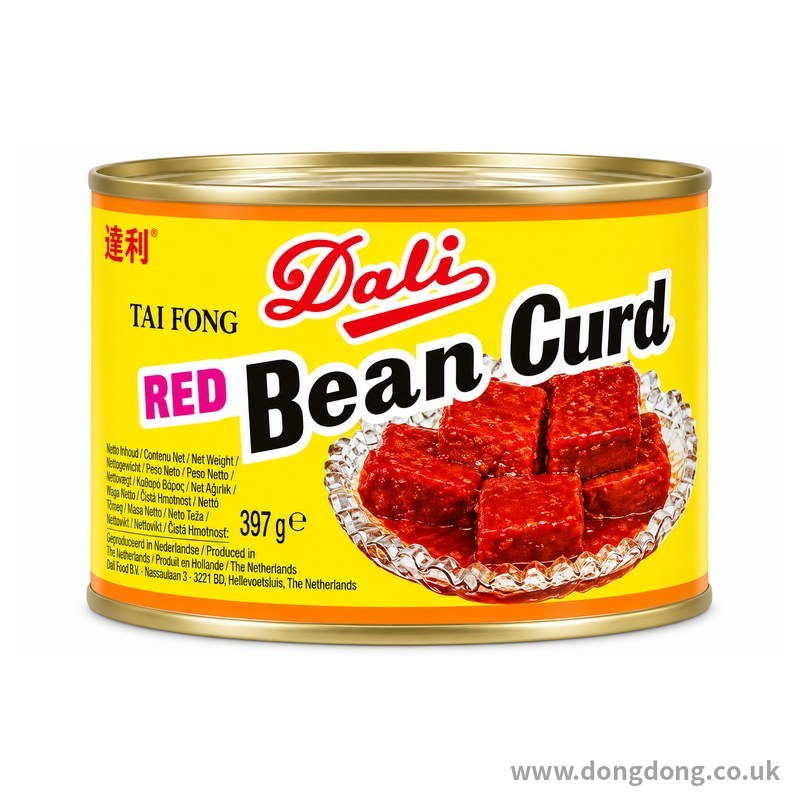 達利®
Dali
TAI FONG
RED Bean Curd
Netto Inhoud / Contenu Net / Net Weight /
Nettogewicht / Peso Neto / Peso Netto /
Nettovægt / Καθαρό Βάρος / Net Ağırlık /
Waga Netto / Čistá Hmotnost / Nettó
Tömeg / Masa Netto / Neto Teža /
Nettovikt / Nettovikt / Čistá Hmotnost:
397 g ℮
Geproduceerd in Nederlandse / Produced in
The Netherlands / Produit en Hollande / The Netherlands
Dali Food B.V. - Nassaulaan 3 - 3221 BD, Hellevoetsluis, The Netherlands
www.dongdong.co.uk